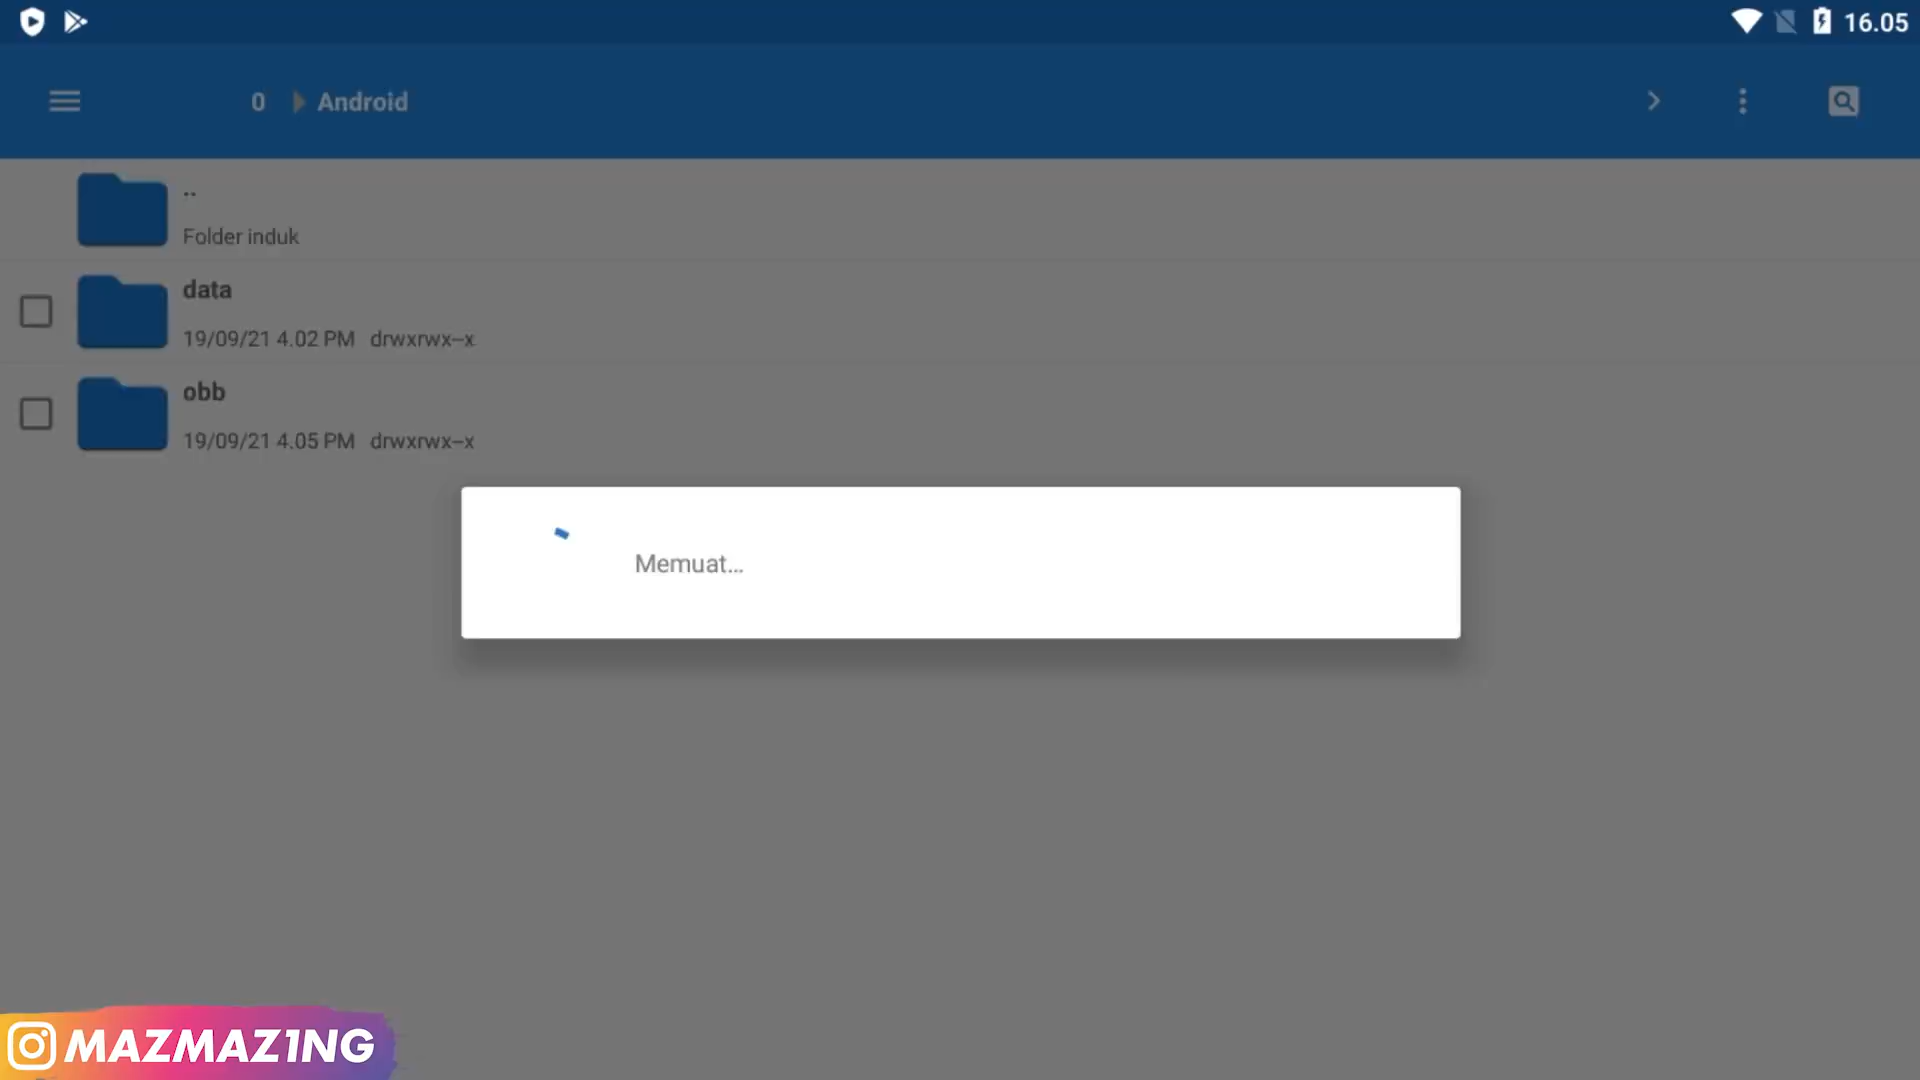 16.05
0 Android
..
Folder induk
data
19/09/21 4.02 PM drwxrwx--x
obb
19/09/21 4.05 PM drwxrwx--x
Memuat...
MAZMAZ1NG